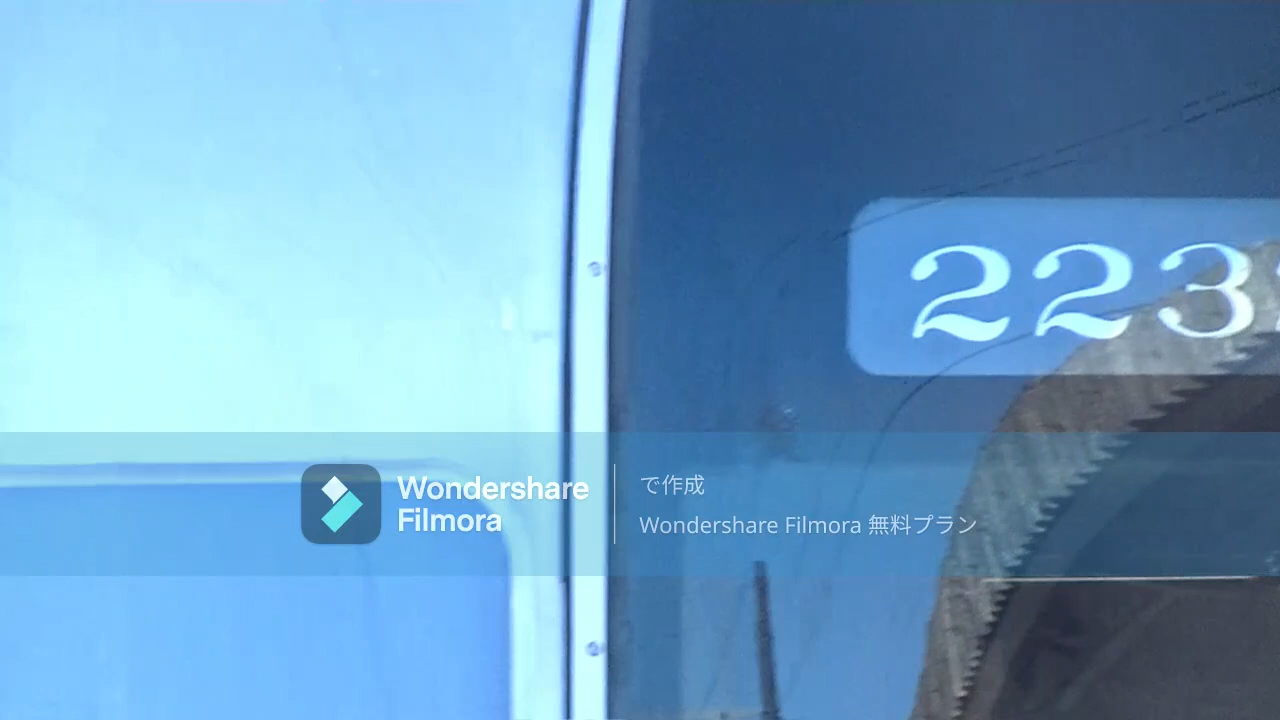 223
Wondershare
Filmora
で作成
Wondershare Filmora 無料プラン